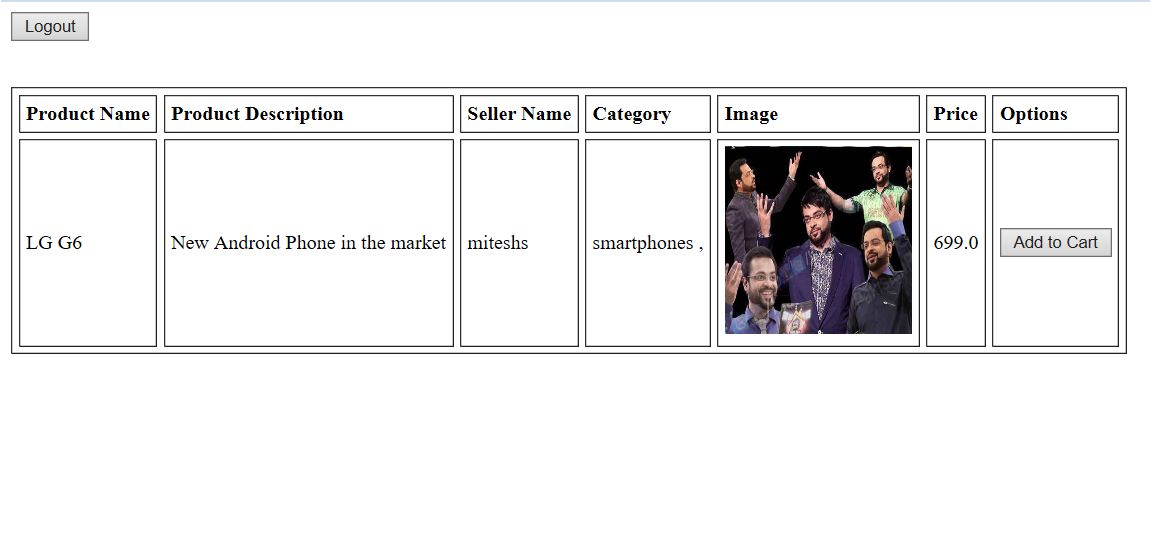 Logout
Product Name Product Description Seller Name Category Image Price Options
LG G6 New Android Phone in the market miteshs smartphones , 699.0 Add to Cart